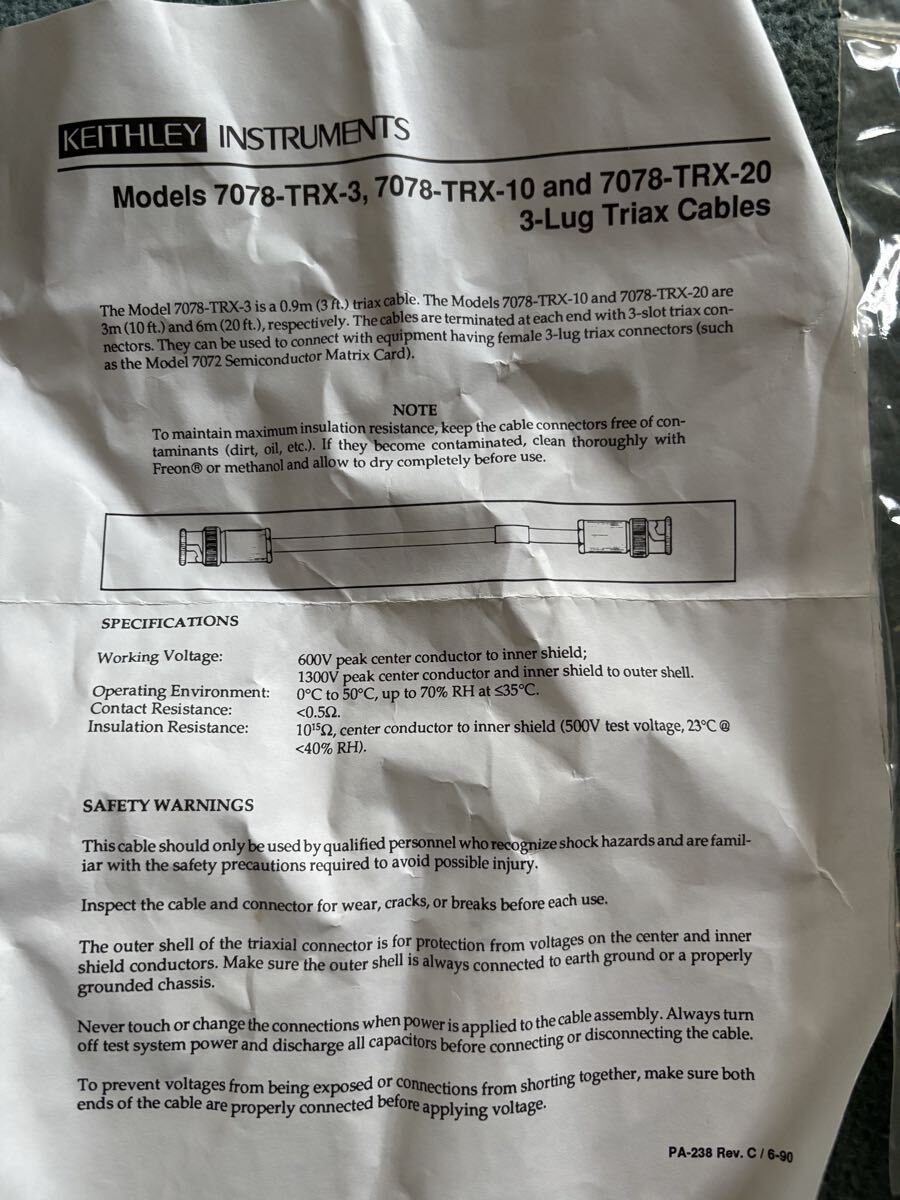 KEITHLEY INSTRUMENTS
Models 7078-TRX-3, 7078-TRX-10 and 7078-TRX-20
3-Lug Triax Cables
The Model 7078-TRX-3 is a 0.9m (3 ft.) triax cable. The Models 7078-TRX-10 and 7078-TRX-20 are
3m (10 ft.) and 6m (20 ft.), respectively. The cables are terminated at each end with 3-slot triax con-
nectors. They can be used to connect with equipment having female 3-lug triax connectors (such
as the Model 7072 Semiconductor Matrix Card).
NOTE
To maintain maximum insulation resistance, keep the cable connectors free of con-
taminants (dirt, oil, etc.). If they become contaminated, clean thoroughly with
Freon® or methanol and allow to dry completely before use.
SPECIFICATIONS
Working Voltage: 600V peak center conductor to inner shield;
1300V peak center conductor and inner shield to outer shell.
Operating Environment: 0°C to 50°C, up to 70% RH at ≤35°C.
Contact Resistance: <0.5Ω.
Insulation Resistance: 10¹⁵Ω, center conductor to inner shield (500V test voltage, 23°C @
<40% RH).
SAFETY WARNINGS
This cable should only be used by qualified personnel who recognize shock hazards and are famil-
iar with the safety precautions required to avoid possible injury.
Inspect the cable and connector for wear, cracks, or breaks before each use.
The outer shell of the triaxial connector is for protection from voltages on the center and inner
shield conductors. Make sure the outer shell is always connected to earth ground or a properly
grounded chassis.
Never touch or change the connections when power is applied to the cable assembly. Always turn
off test system power and discharge all capacitors before connecting or disconnecting the cable.
To prevent voltages from being exposed or connections from shorting together, make sure both
ends of the cable are properly connected before applying voltage.
PA-238 Rev. C / 6-90